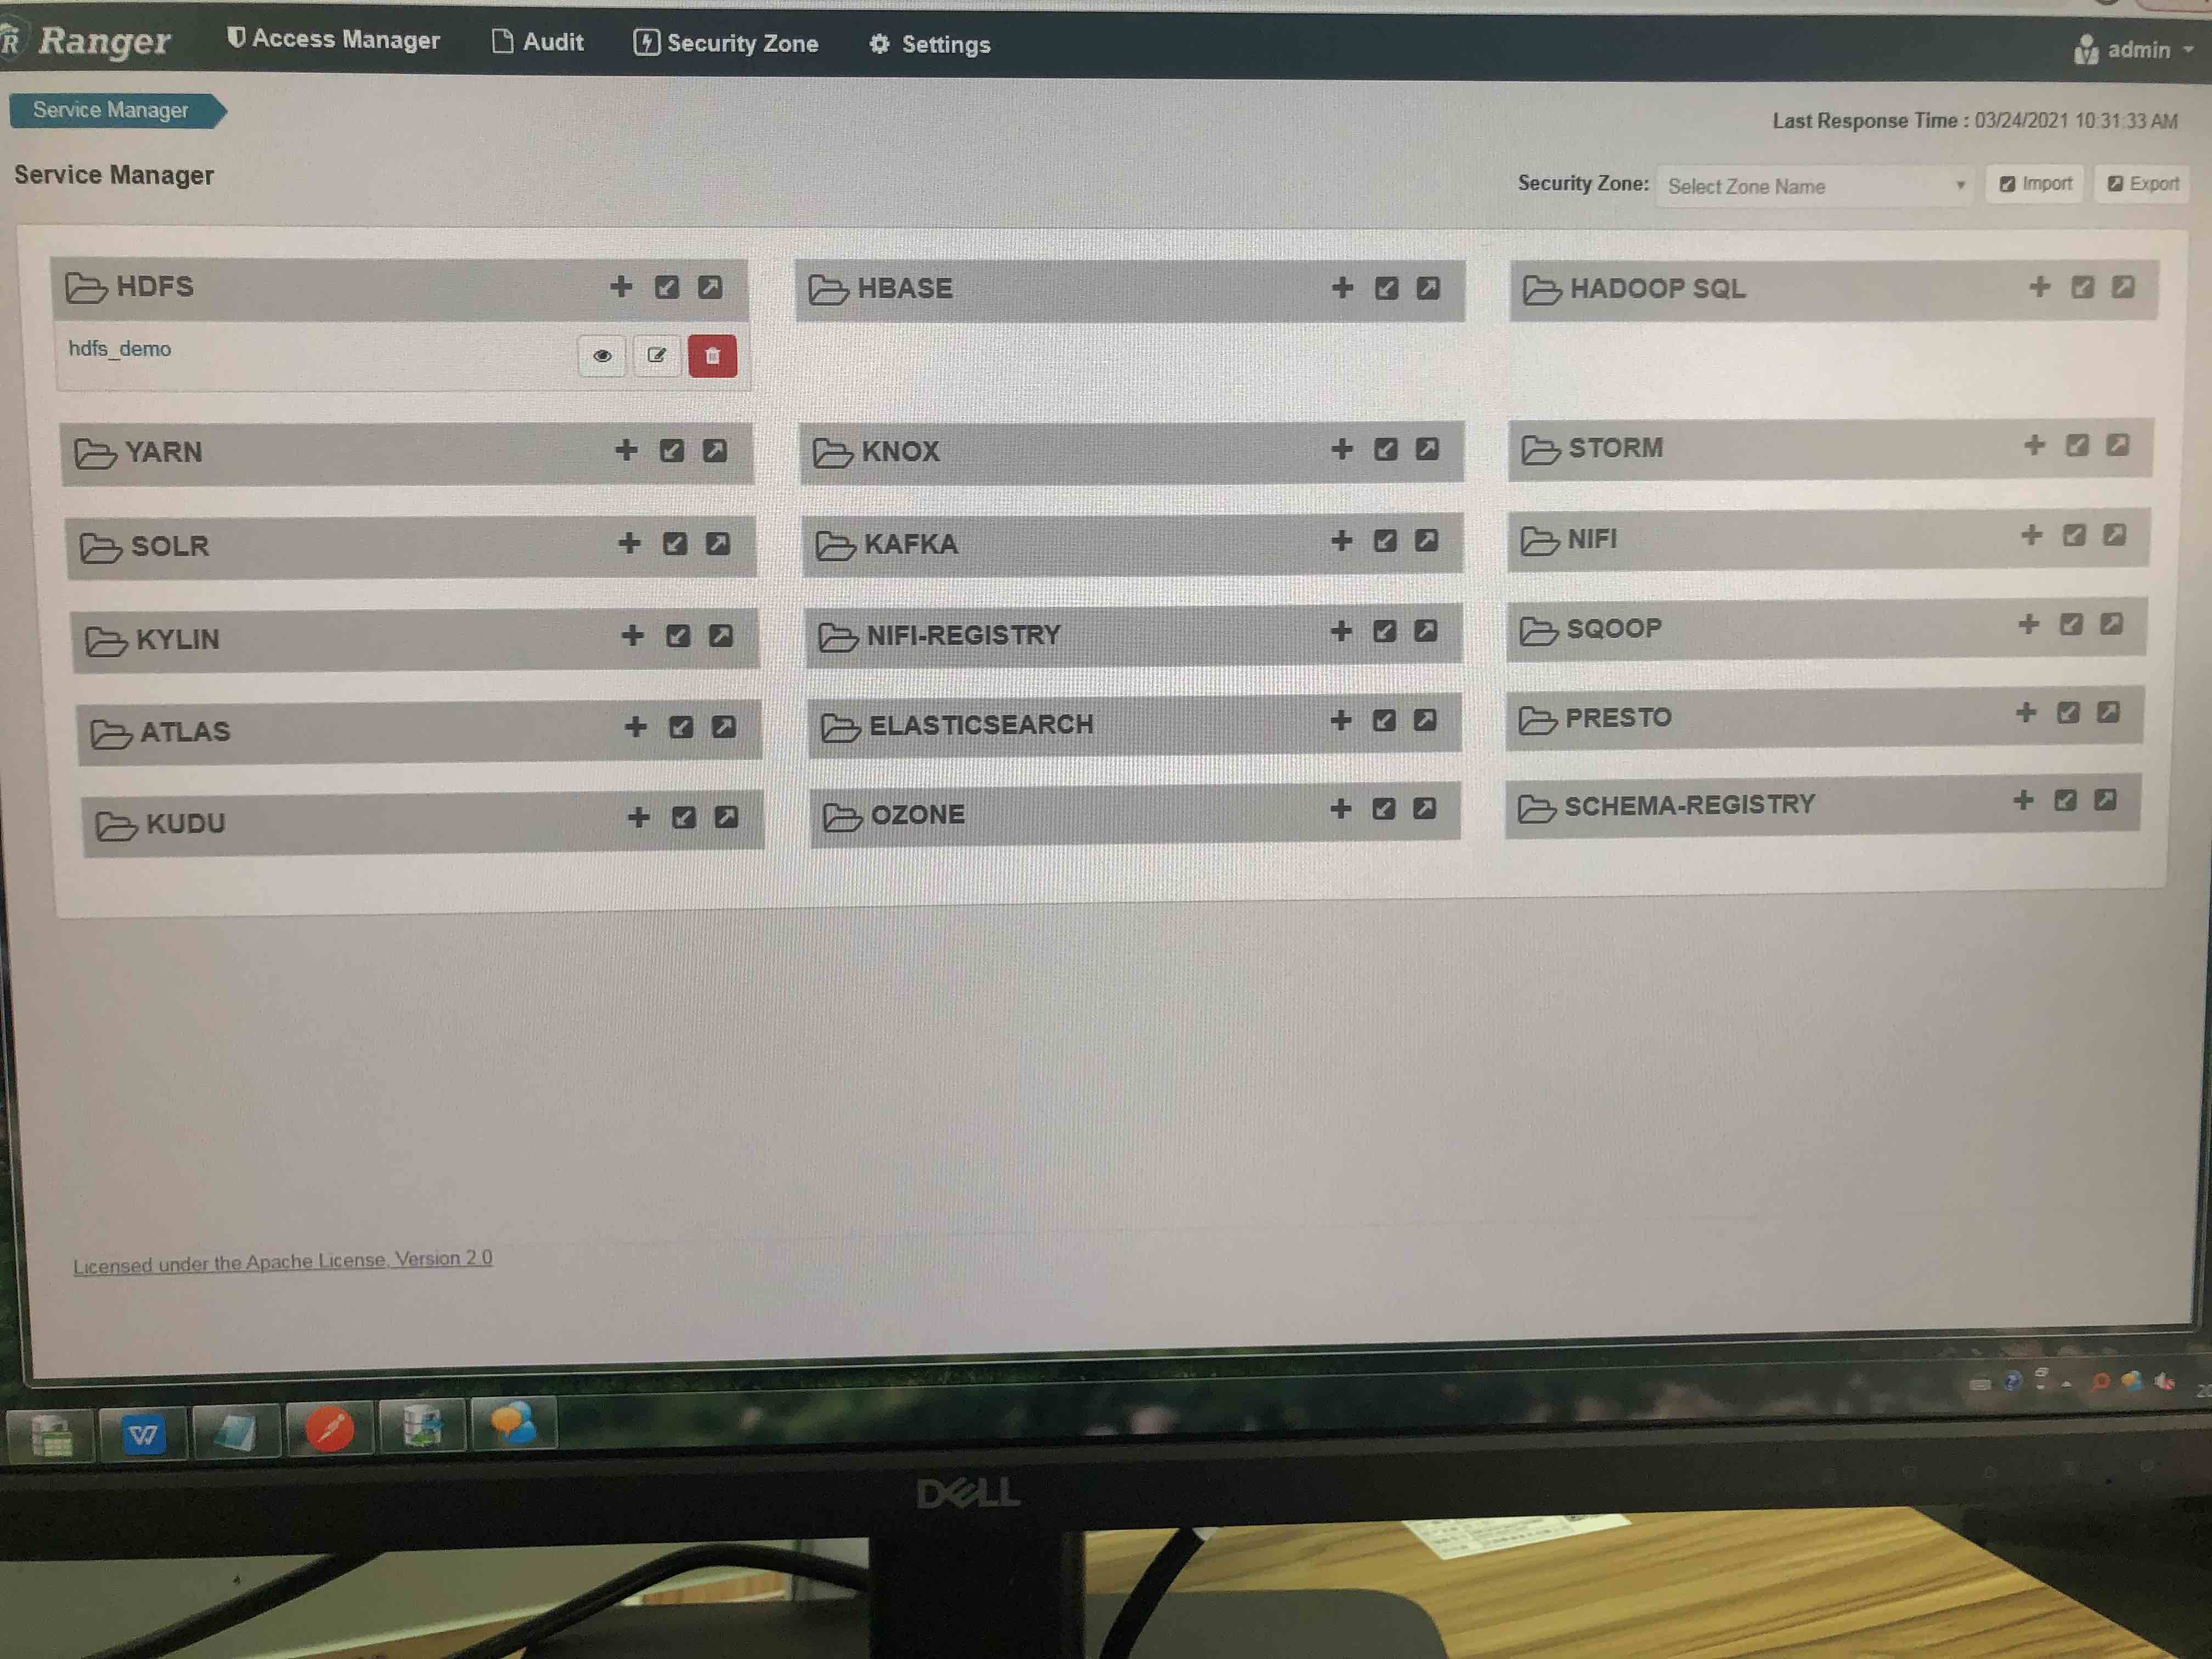 Ranger Access Manager Audit Security Zone Settings admin
Service Manager
Last Response Time : 03/24/2021 10:31:33 AM
Service Manager
Security Zone: Select Zone Name Import Export
HDFS HBASE HADOOP SQL
hdfs_demo
YARN KNOX STORM
SOLR KAFKA NIFI
KYLIN NIFI-REGISTRY SQOOP
ATLAS ELASTICSEARCH PRESTO
KUDU OZONE SCHEMA-REGISTRY
Licensed under the Apache License, Version 2.0
20
DELL